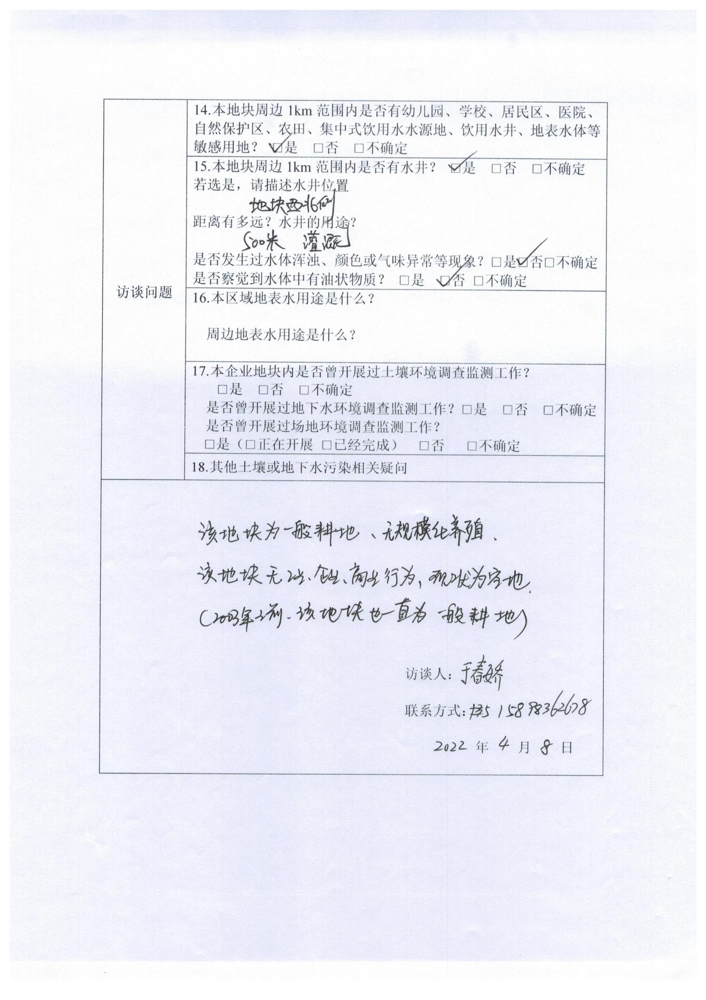 14.本地块周边 1km 范围内是否有幼儿园、学校、居民区、医院、
自然保护区、农田、集中式饮用水水源地、饮用水井、地表水体等
敏感用地？ ☑是 □否 □不确定
15.本地块周边 1km 范围内是否有水井？ ☑是 □否 □不确定
若选是，请描述水井位置
地块西北侧
距离有多远？水井的用途？
500米 灌溉
是否发生过水体浑浊、颜色或气味异常等现象？□是☑否□不确定
是否察觉到水体中有油状物质？ □是 ☑否 □不确定
访谈问题
16.本区域地表水用途是什么？
周边地表水用途是什么？
17.本企业地块内是否曾开展过土壤环境调查监测工作？
□是 □否 □不确定
是否曾开展过地下水环境调查监测工作？□是 □否 □不确定
是否曾开展过场地环境调查监测工作？
□是（□正在开展 □已经完成） □否 □不确定
18.其他土壤或地下水污染相关疑问
该地块为一般耕地、无规模化养殖.
该地块无工业、企业、商业行为，现状为空地.
(2003年之前.该地块也一直为一般耕地)
访谈人：于春娇
联系方式： 15898362678
2022 年 4 月 8 日